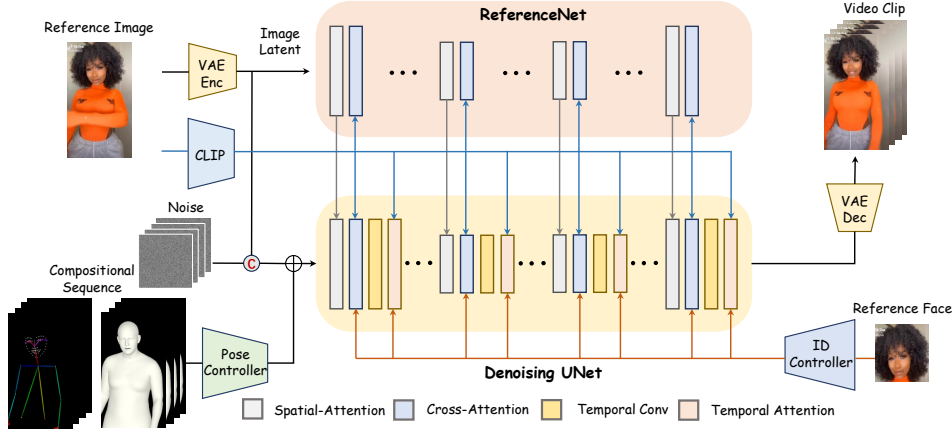 Reference Image
VAE
Enc
Image
Latent
ReferenceNet
Video Clip
CLIP
Noise
C
VAE
Dec
Compositional
Sequence
Pose
Controller
Reference Face
ID
Controller
Denoising UNet
Spatial-Attention
Cross-Attention
Temporal Conv
Temporal Attention